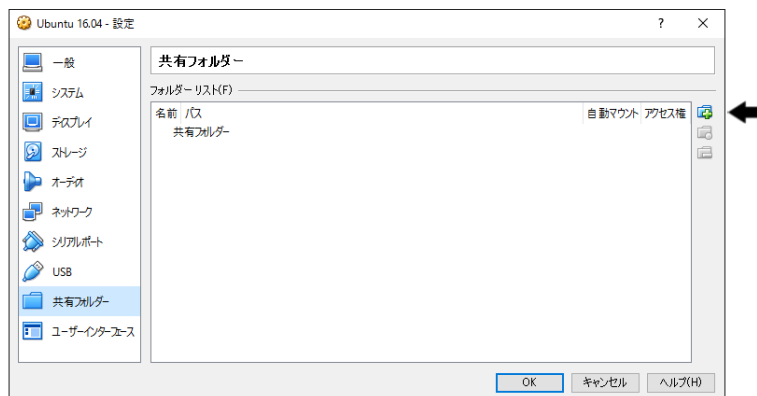 Ubuntu 16.04 - 設定
?
×
一般
システム
ディスプレイ
ストレージ
オーディオ
ネットワーク
シリアルポート
USB
共有フォルダー
ユーザーインターフェース
共有フォルダー
フォルダーリスト(F)
名前 パス 自動マウント アクセス権
共有フォルダー
OK キャンセル ヘルプ(H)